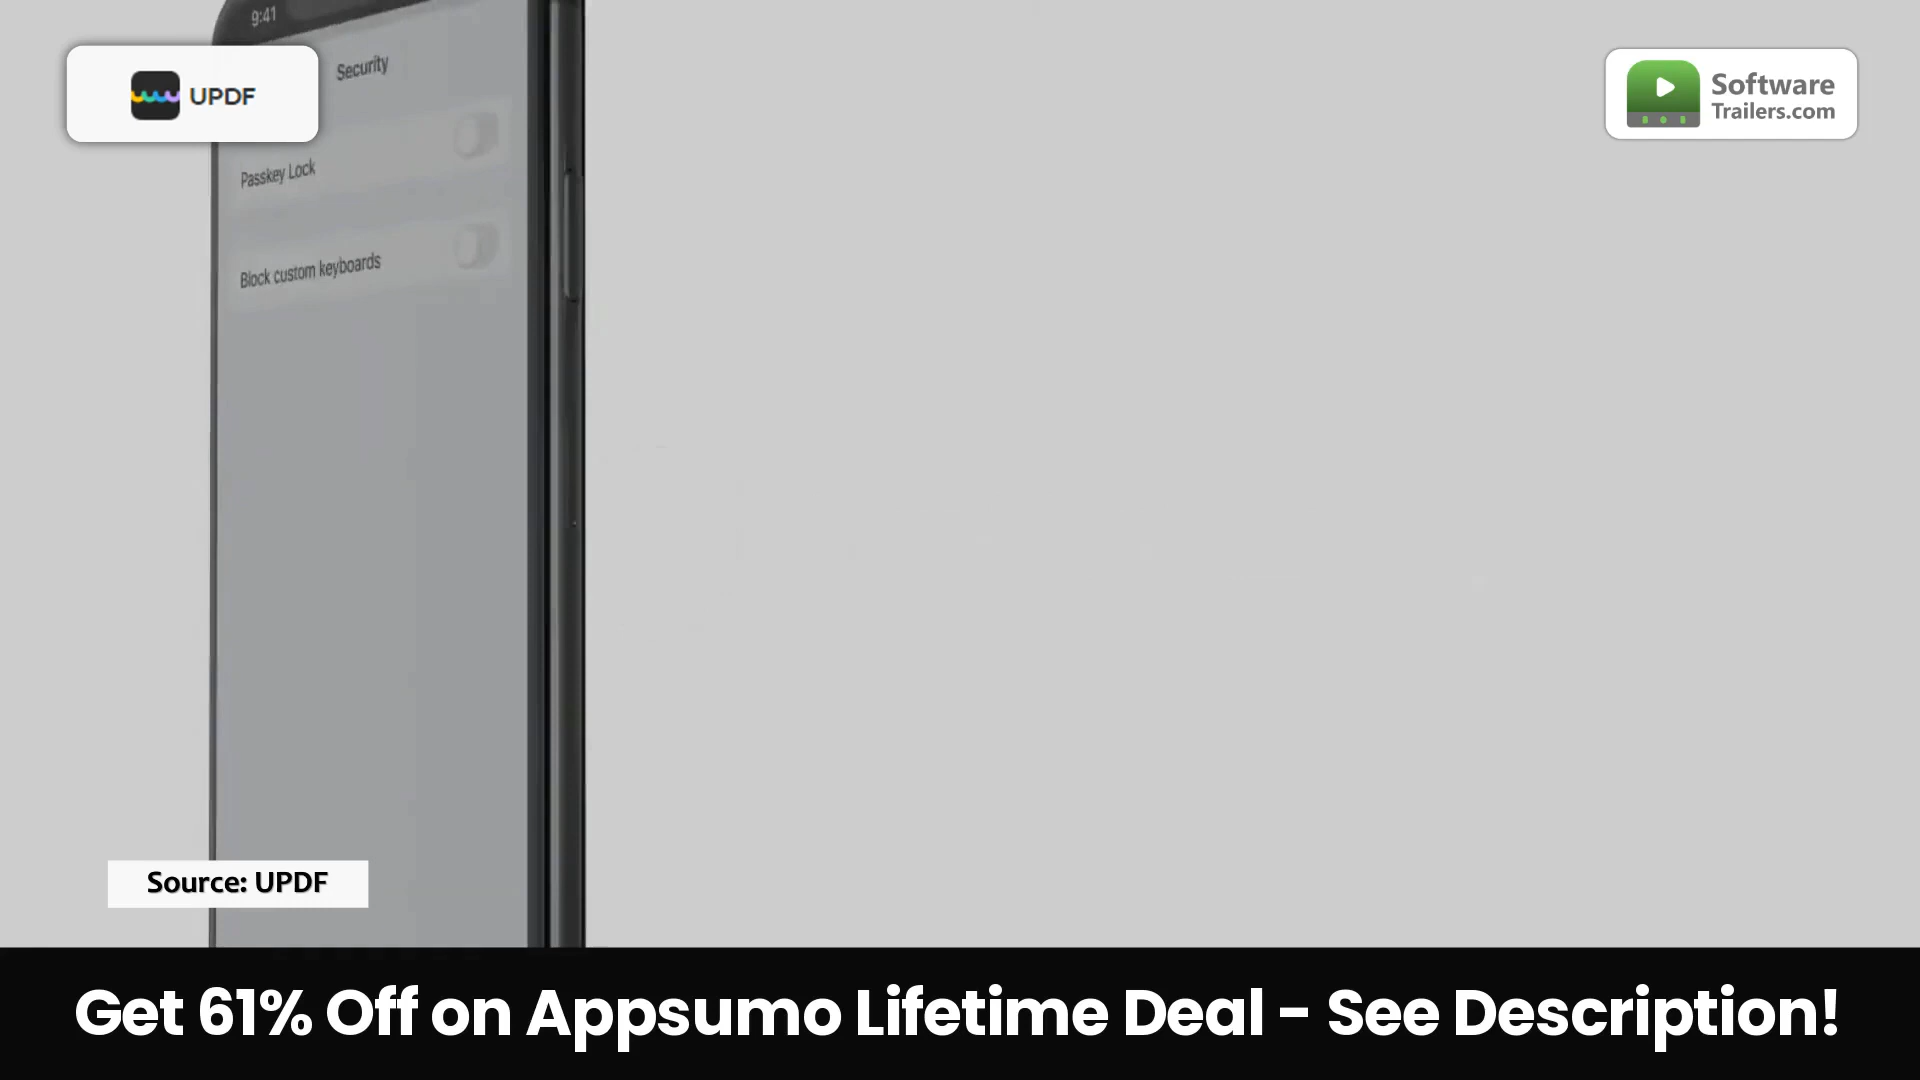 9:41
Security
UPDF
Software
Trailers.com
Passkey Lock
Block custom keyboards
Source: UPDF
Get 61% Off on Appsumo Lifetime Deal - See Description!